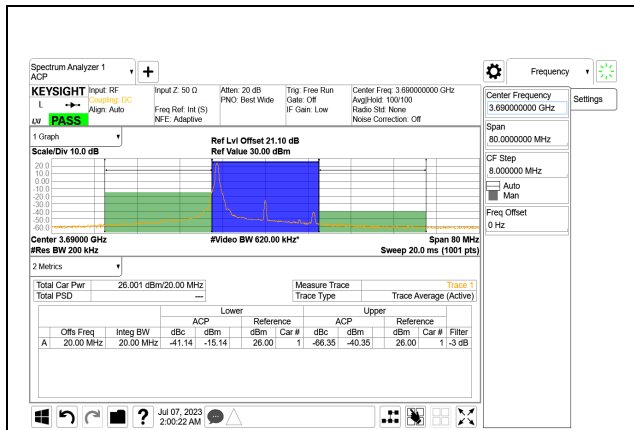 Spectrum Analyzer 1
ACP
Frequency
KEYSIGHT Input: RF Input Z: 50 Ω Atten: 20 dB Trig: Free Run Center Freq: 3.690000000 GHz
L Coupling: DC PNO: Best Wide Gate: Off Avg|Hold: 100/100
Align: Auto Freq Ref: Int (S) IF Gain: Low Radio Std: None
LXI PASS NFE: Adaptive Noise Correction: Off
Center Frequency
3.690000000 GHz
Settings
Span
80.0000000 MHz
CF Step
8.000000 MHz
Auto
Man
Freq Offset
0 Hz
1 Graph
Ref Lvl Offset 21.10 dB
Scale/Div 10.0 dB Ref Value 30.00 dBm
20.0
10.0
0.00
-10.0
-20.0
-30.0
-40.0
-50.0
-60.0
Center 3.69000 GHz #Video BW 620.00 kHz* Span 80 MHz
#Res BW 200 kHz Sweep 20.0 ms (1001 pts)
2 Metrics
Total Car Pwr 26.001 dBm/20.00 MHz Measure Trace Trace 1
Total PSD --- Trace Type Trace Average (Active)
Lower Upper
ACP Reference ACP Reference
Offs Freq Integ BW dBc dBm dBm Car # dBc dBm dBm Car # Filter
A 20.00 MHz 20.00 MHz -41.14 -15.14 26.00 1 -66.35 -40.35 26.00 1 -3 dB
Jul 07, 2023
2:00:22 AM